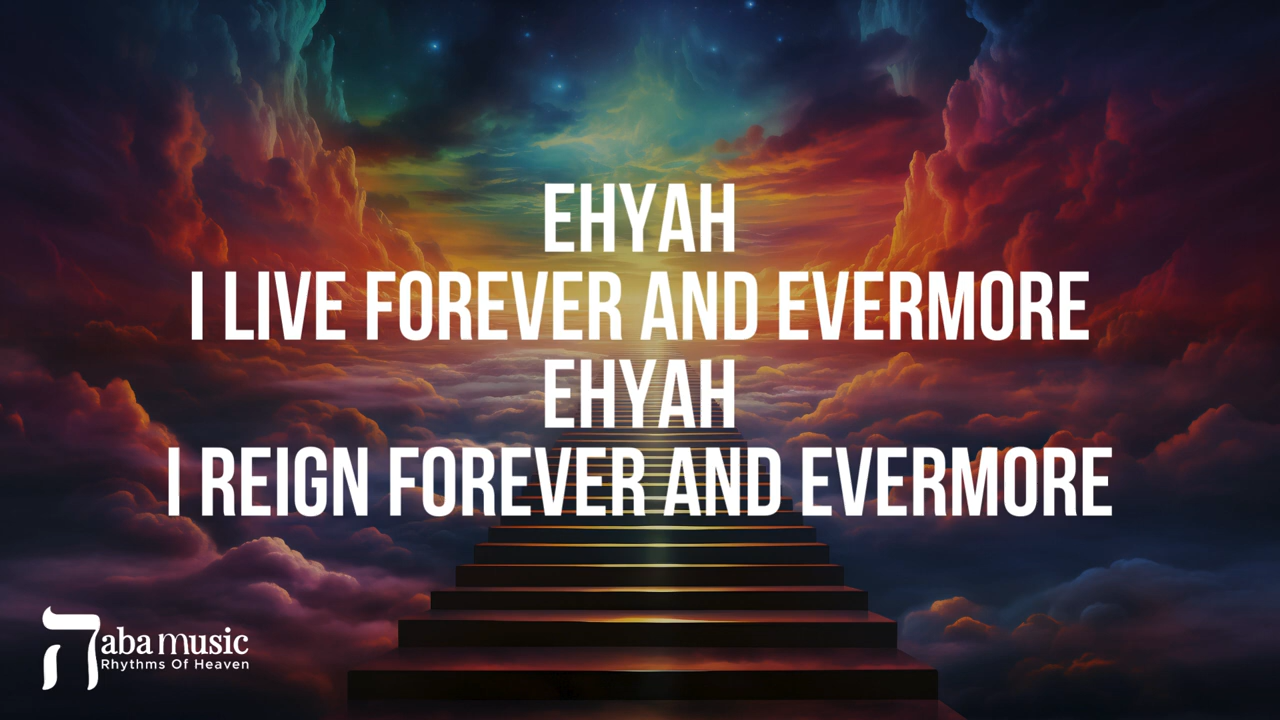 EHYAH
I LIVE FOREVER AND EVERMORE
EHYAH
I REIGN FOREVER AND EVERMORE
ה aba music
Rhythms Of Heaven